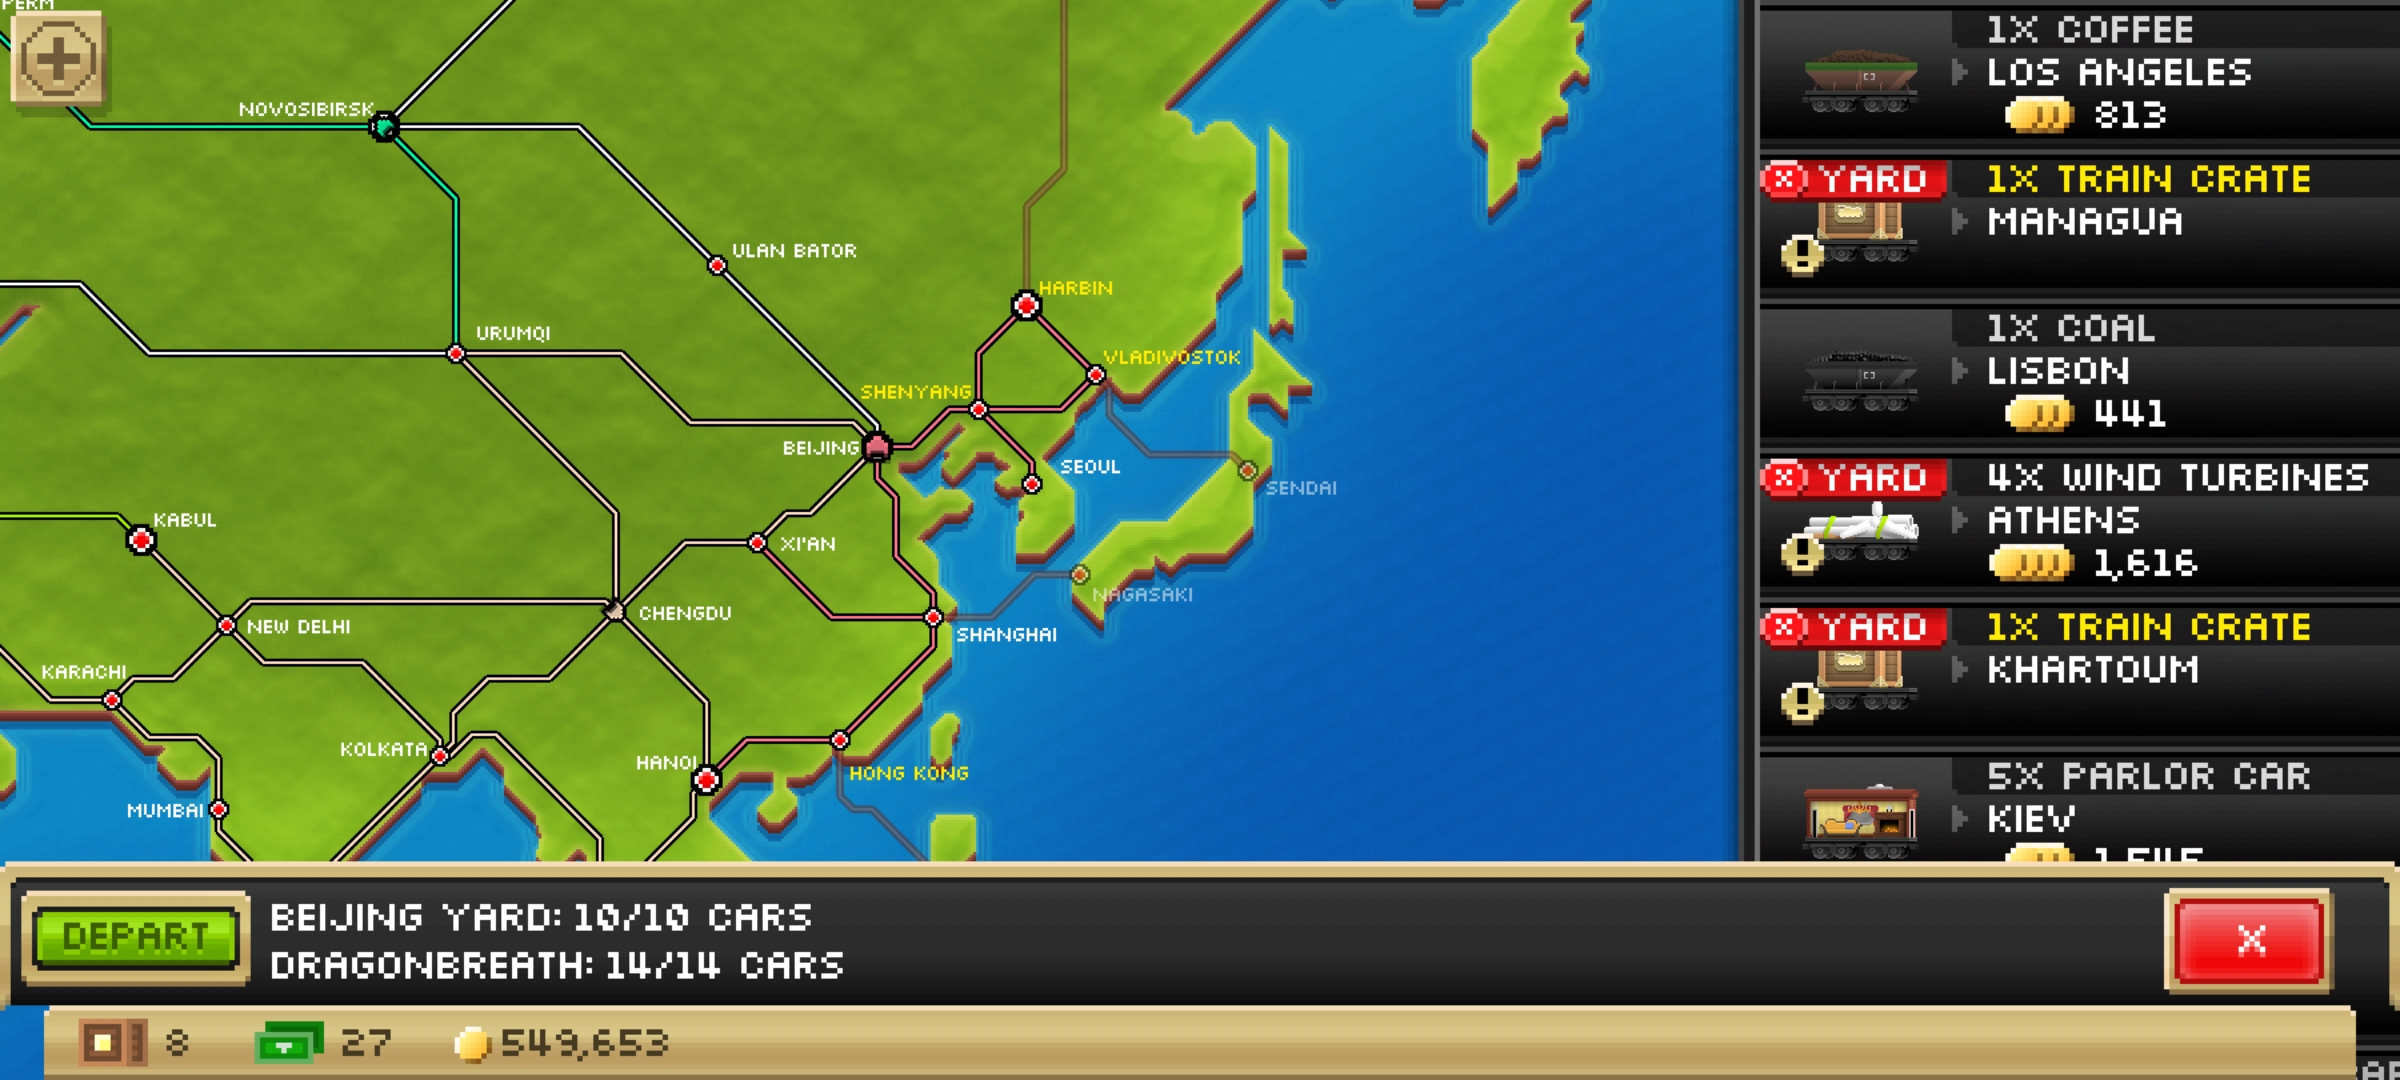 PERM
NOVOSIBIRSK
ULAN BATOR
HARBIN
URUMQI
VLADIVOSTOK
SHENYANG
BEIJING
SEOUL
SENDAI
KABUL
XI'AN
NAGASAKI
CHENGDU
NEW DELHI
SHANGHAI
KARACHI
KOLKATA
HANOI
HONG KONG
MUMBAI
1X COFFEE
LOS ANGELES
813
YARD
1X TRAIN CRATE
MANAGUA
1X COAL
LISBON
441
YARD
4X WIND TURBINES
ATHENS
1,616
YARD
1X TRAIN CRATE
KHARTOUM
5X PARLOR CAR
KIEV
DEPART
BEIJING YARD: 10/10 CARS
DRAGONBREATH: 14/14 CARS
X
8
27
549,653